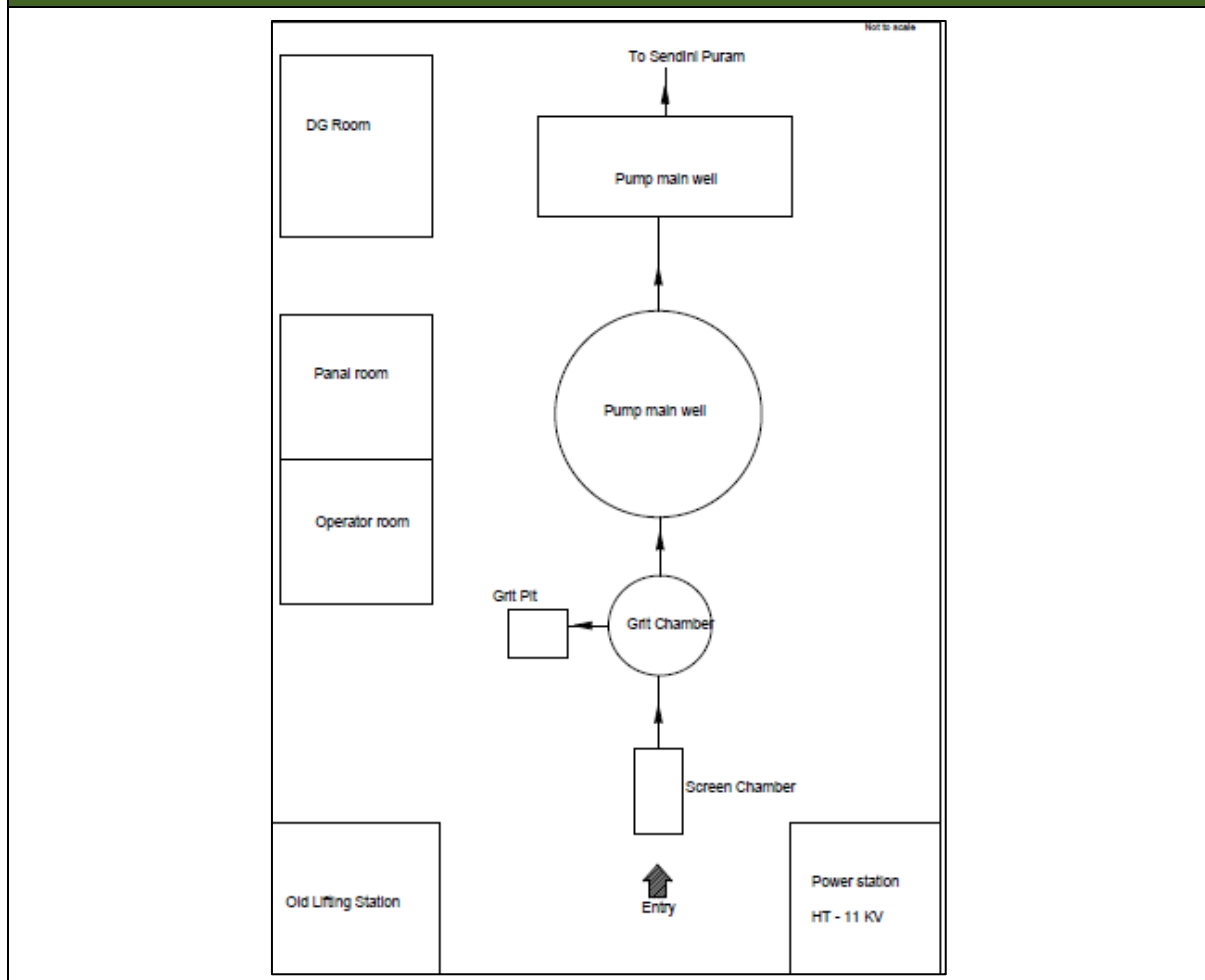 Not to scale
To Sendini Puram
DG Room
Pump main well
Panal room
Pump main well
Operator room
Grit Pit
Grit Chamber
Screen Chamber
Old Lifting Station
Entry
Power station
HT - 11 KV